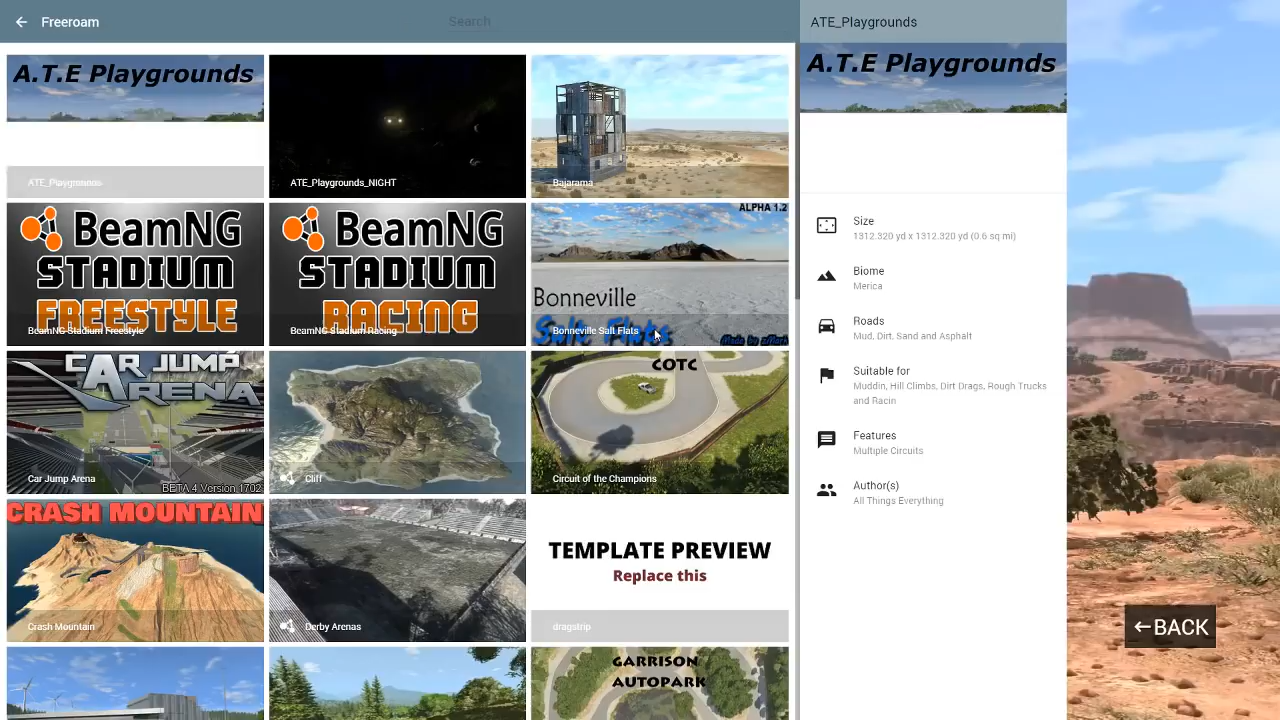 Freeroam
Search
ATE_Playgrounds
A.T.E Playgrounds
ATE_Playgrounds
ATE_Playgrounds_NIGHT
Bajarama
BeamNG
STADIUM
FREESTYLE
BeamNG Stadium Freestyle
BeamNG
STADIUM
RACING
BeamNG Stadium Racing
ALPHA 1.2
Bonneville
Salt Flats
Bonneville Salt Flats
Made by zMark
CAR JUMP
ARENA
Car Jump Arena
BETA 4 Version 1702
Cliff
COTC
Circuit of the Champions
CRASH MOUNTAIN
Crash Mountain
Derby Arenas
TEMPLATE PREVIEW
Replace this
dragstrip
GARRISON
AUTOPARK
A.T.E Playgrounds
Size
1312.320 yd x 1312.320 yd (0.6 sq mi)
Biome
Merica
Roads
Mud, Dirt, Sand and Asphalt
Suitable for
Muddin, Hill Climbs, Dirt Drags, Rough Trucks
and Racin
Features
Multiple Circuits
Author(s)
All Things Everything
←BACK